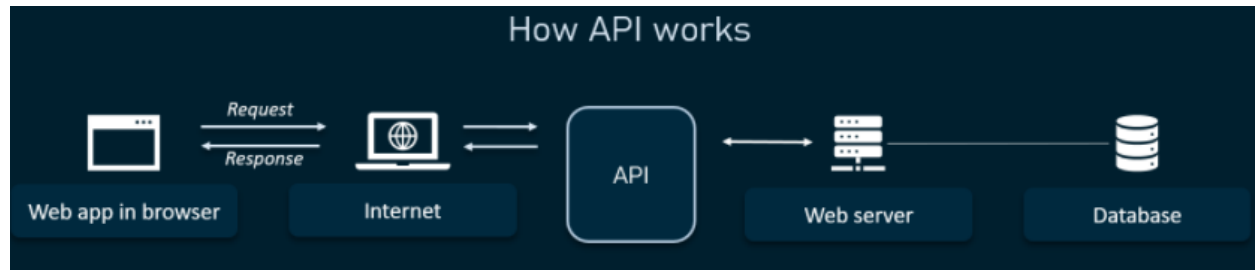 How API works
Request
Response
API
Web app in browser
Internet
Web server
Database